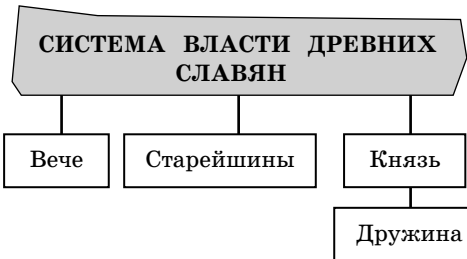 СИСТЕМА ВЛАСТИ ДРЕВНИХ
СЛАВЯН
Вече
Старейшины
Князь
Дружина